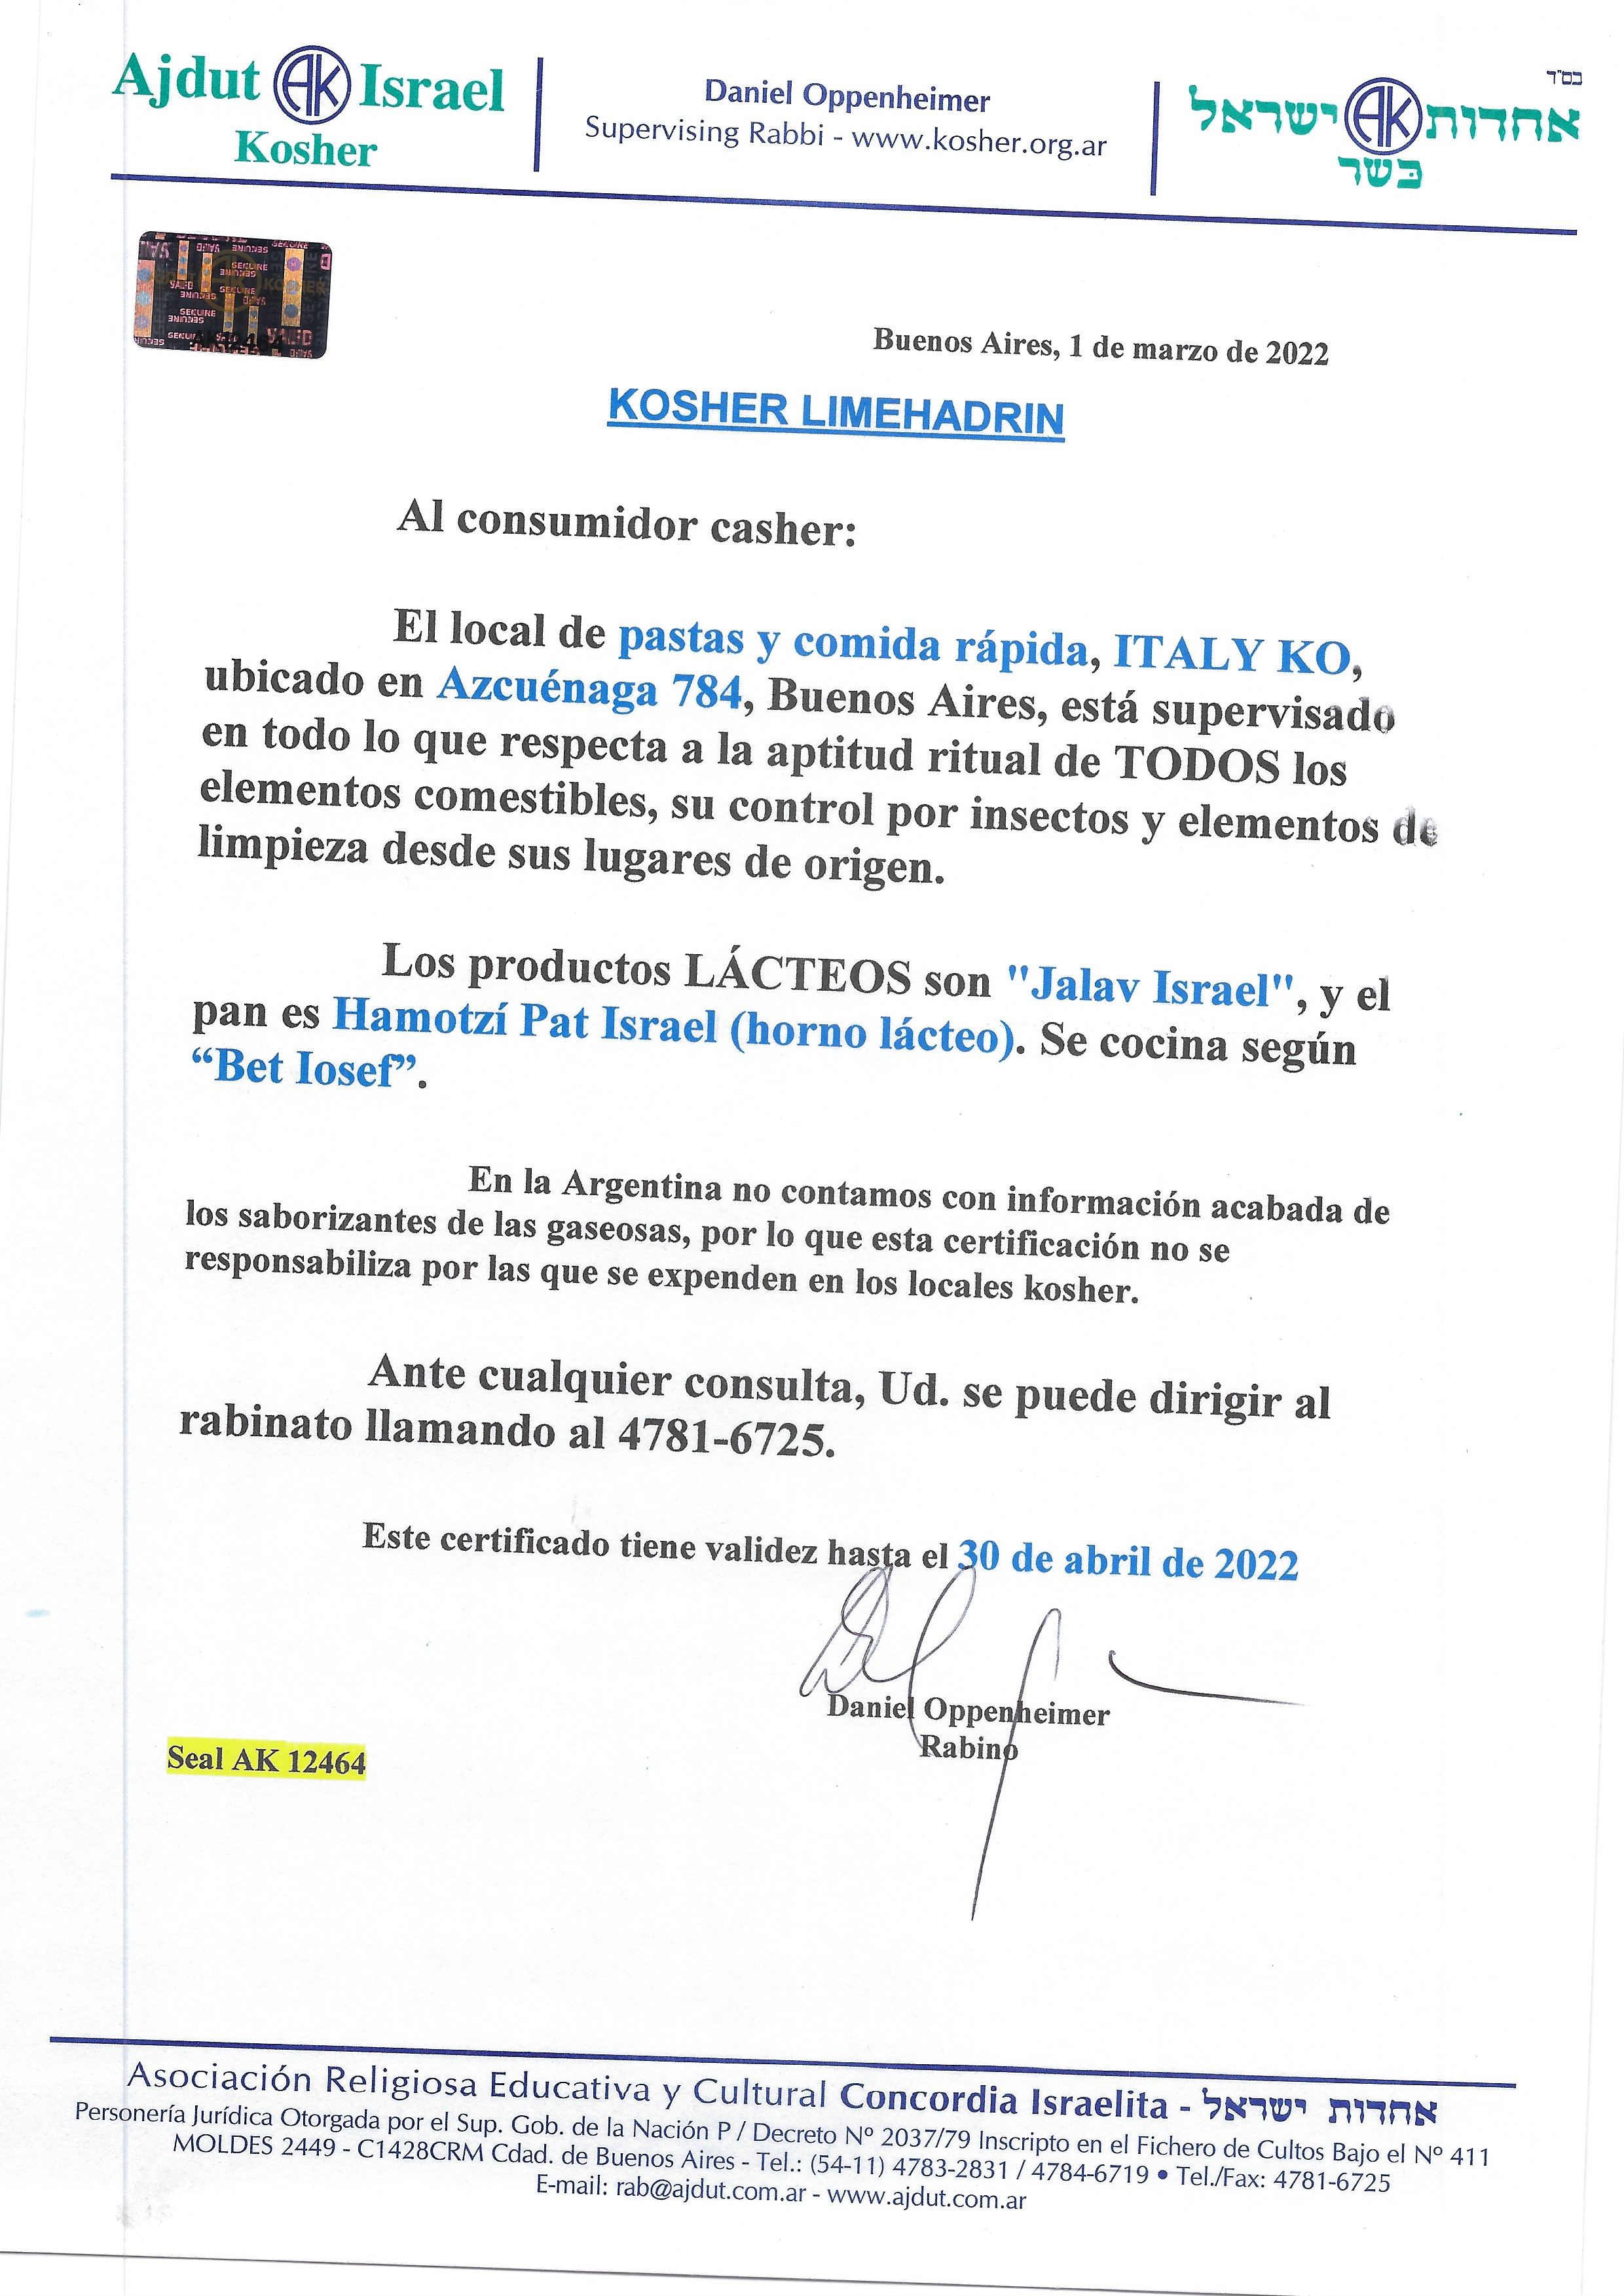 בס"ד
Ajdut AK Israel
Kosher
Daniel Oppenheimer
Supervising Rabbi - www.kosher.org.ar
אחדות AK ישראל
כשר
Buenos Aires, 1 de marzo de 2022
KOSHER LIMEHADRIN
Al consumidor casher:
El local de pastas y comida rápida, ITALY KO,
ubicado en Azcuénaga 784, Buenos Aires, está supervisado
en todo lo que respecta a la aptitud ritual de TODOS los
elementos comestibles, su control por insectos y elementos de
limpieza desde sus lugares de origen.
Los productos LÁCTEOS son "Jalav Israel", y el
pan es Hamotzí Pat Israel (horno lácteo). Se cocina según
“Bet Iosef”.
En la Argentina no contamos con información acabada de
los saborizantes de las gaseosas, por lo que esta certificación no se
responsabiliza por las que se expenden en los locales kosher.
Ante cualquier consulta, Ud. se puede dirigir al
rabinato llamando al 4781-6725.
Este certificado tiene validez hasta el 30 de abril de 2022
Daniel Oppenheimer
Rabino
Seal AK 12464
Asociación Religiosa Educativa y Cultural Concordia Israelita - אחדות ישראל
Personería Jurídica Otorgada por el Sup. Gob. de la Nación P / Decreto Nº 2037/79 Inscripto en el Fichero de Cultos Bajo el Nº 411
MOLDES 2449 - C1428CRM Cdad. de Buenos Aires - Tel.: (54-11) 4783-2831 / 4784-6719 • Tel./Fax: 4781-6725
E-mail: rab@ajdut.com.ar - www.ajdut.com.ar